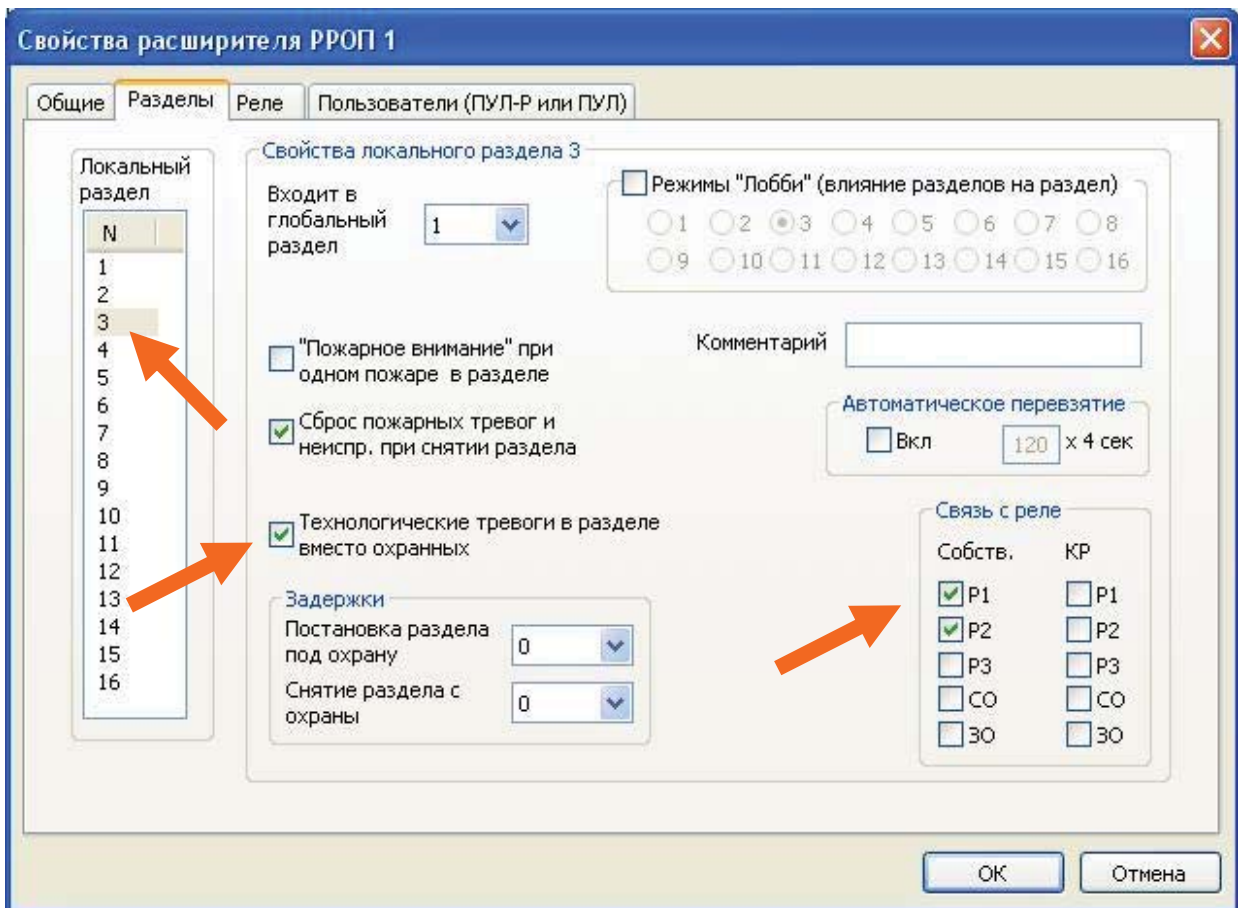 Свойства расширителя РРОП 1
Общие Разделы Реле Пользователи (ПУЛ-Р или ПУЛ)
Локальный
раздел
N
1
2
3
4
5
6
7
8
9
10
11
12
13
14
15
16
Свойства локального раздела 3
Входит в
глобальный
раздел
1
Режимы "Лобби" (влияние разделов на раздел)
1 2 3 4 5 6 7 8
9 10 11 12 13 14 15 16
"Пожарное внимание" при
одном пожаре в разделе
Комментарий
Сброс пожарных тревог и
неиспр. при снятии раздела
Автоматическое перевзятие
Вкл 120 x 4 сек
Технологические тревоги в разделе
вместо охранных
Задержки
Постановка раздела
под охрану
0
Снятие раздела с
охраны
0
Связь с реле
Собств. КР
Р1 Р1
Р2 Р2
Р3 Р3
СО СО
ЗО ЗО
ОК Отмена